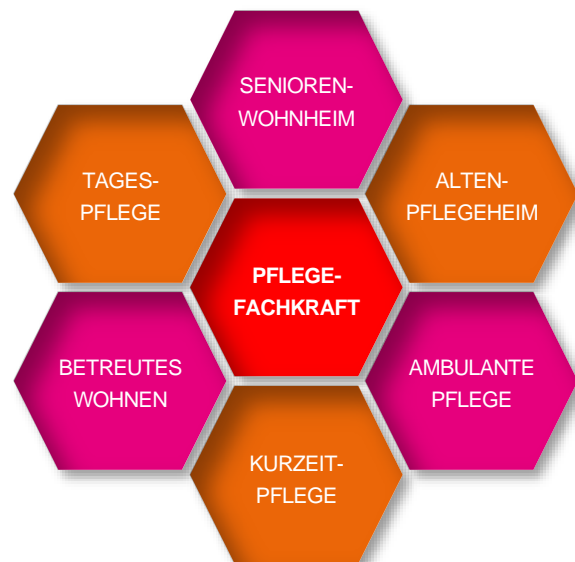 SENIOREN-
WOHNHEIM
TAGES-
PFLEGE
ALTEN-
PFLEGEHEIM
PFLEGE-
FACHKRAFT
BETREUTES
WOHNEN
AMBULANTE
PFLEGE
KURZEIT-
PFLEGE